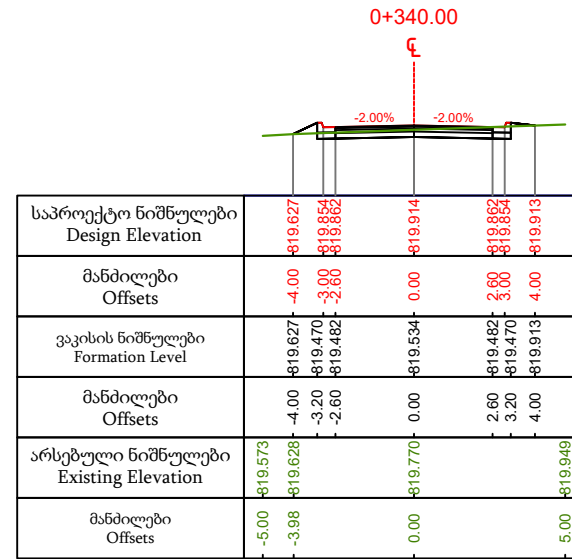 0+340.00
℄
-2.00% -2.00%
საპროექტო ნიშნულები
Design Elevation
819.627 819.854 819.862 819.914 819.862 819.854 819.913
მანძილები
Offsets
-4.00 -3.00 -2.60 0.00 2.60 3.00 4.00
ვაკისის ნიშნულები
Formation Level
819.627 819.470 819.482 819.534 819.482 819.470 819.913
მანძილები
Offsets
-4.00 -3.20 -2.60 0.00 2.60 3.20 4.00
არსებული ნიშნულები
Existing Elevation
819.573 819.628 819.770 819.949
მანძილები
Offsets
-5.00 -3.98 0.00 5.00